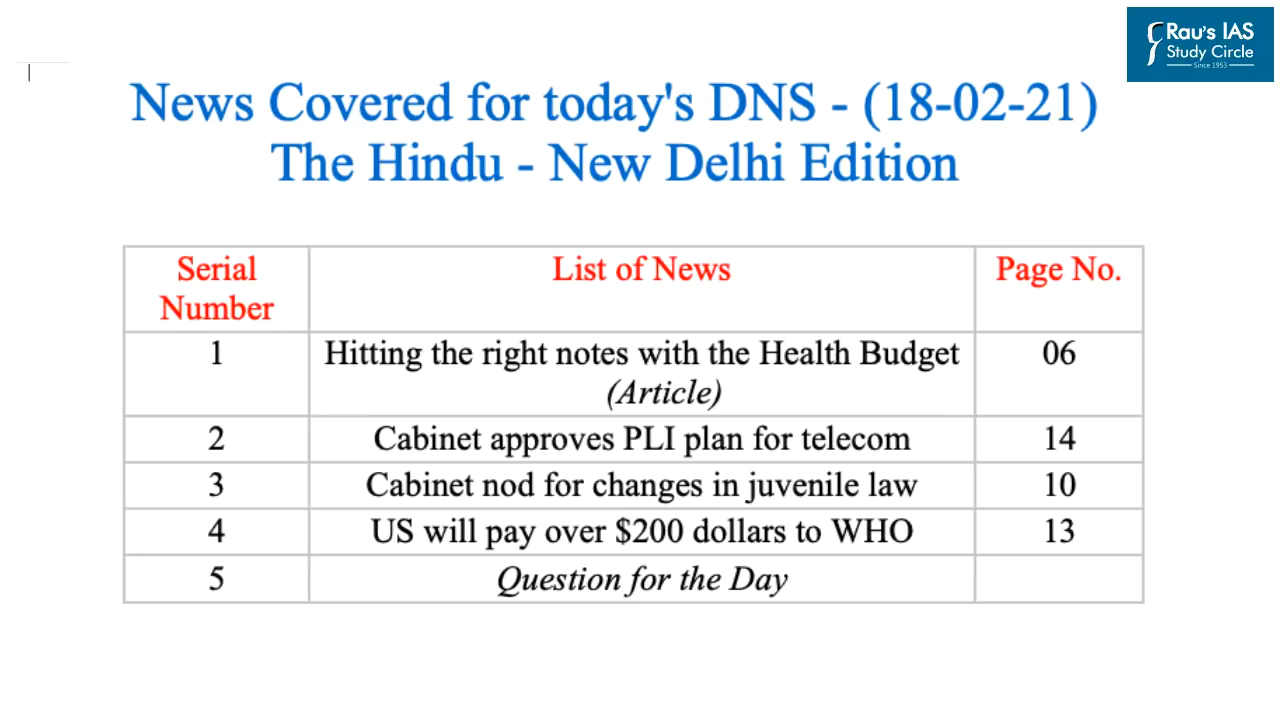 Rau's IAS
Study Circle
Since 1953
News Covered for today's DNS - (18-02-21)
The Hindu - New Delhi Edition
Serial Number List of News Page No.
1 Hitting the right notes with the Health Budget (Article) 06
2 Cabinet approves PLI plan for telecom 14
3 Cabinet nod for changes in juvenile law 10
4 US will pay over $200 dollars to WHO 13
5 Question for the Day